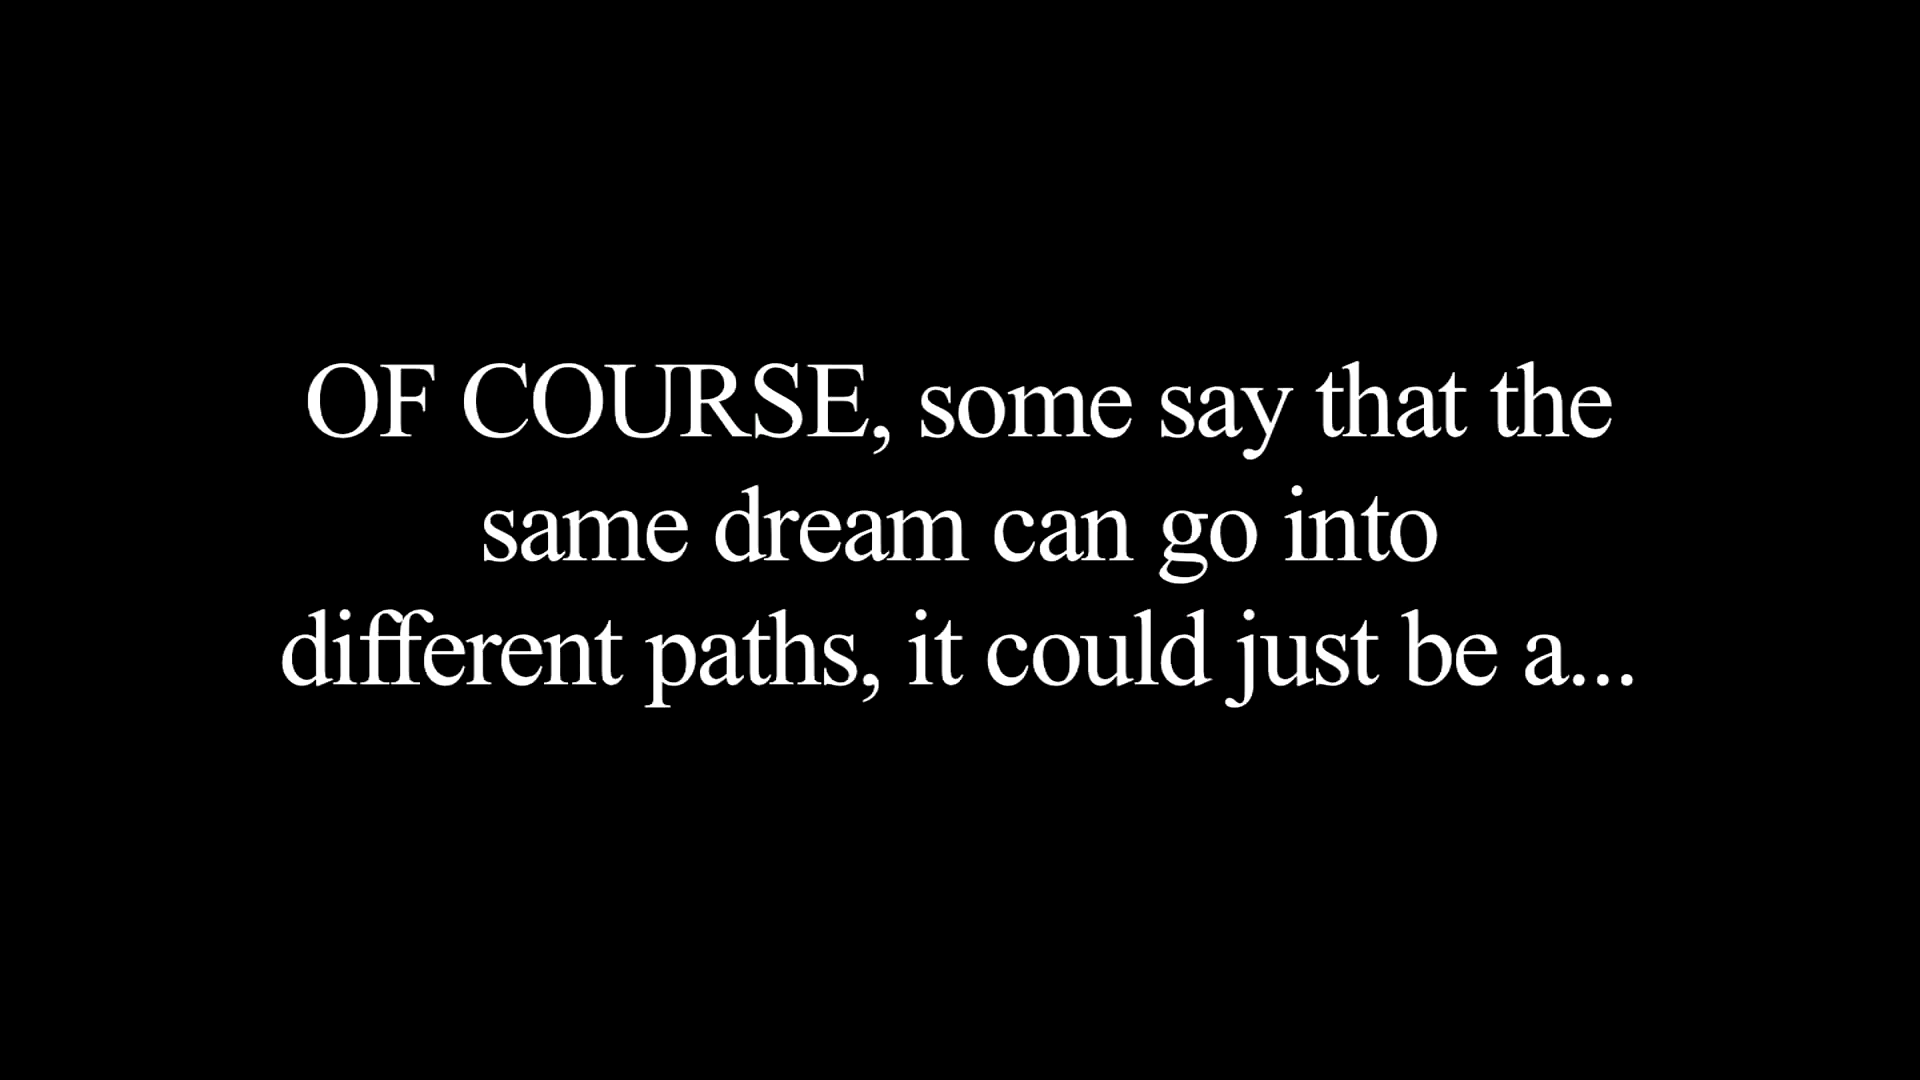 OF COURSE, some say that the
same dream can go into
different paths, it could just be a...